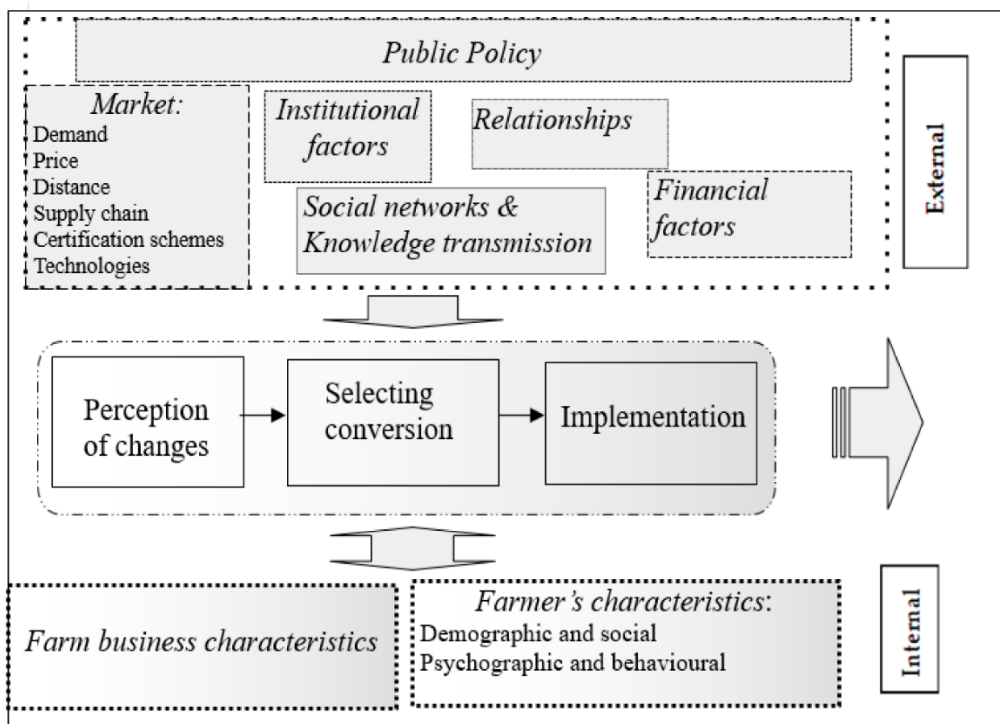 Public Policy
Market:
Demand
Price
Distance
Supply chain
Certification schemes
Technologies
Institutional
factors
Relationships
Social networks &
Knowledge transmission
Financial
factors
External
Perception
of changes
Selecting
conversion
Implementation
Farm business characteristics
Farmer’s characteristics:
Demographic and social
Psychographic and behavioural
Internal